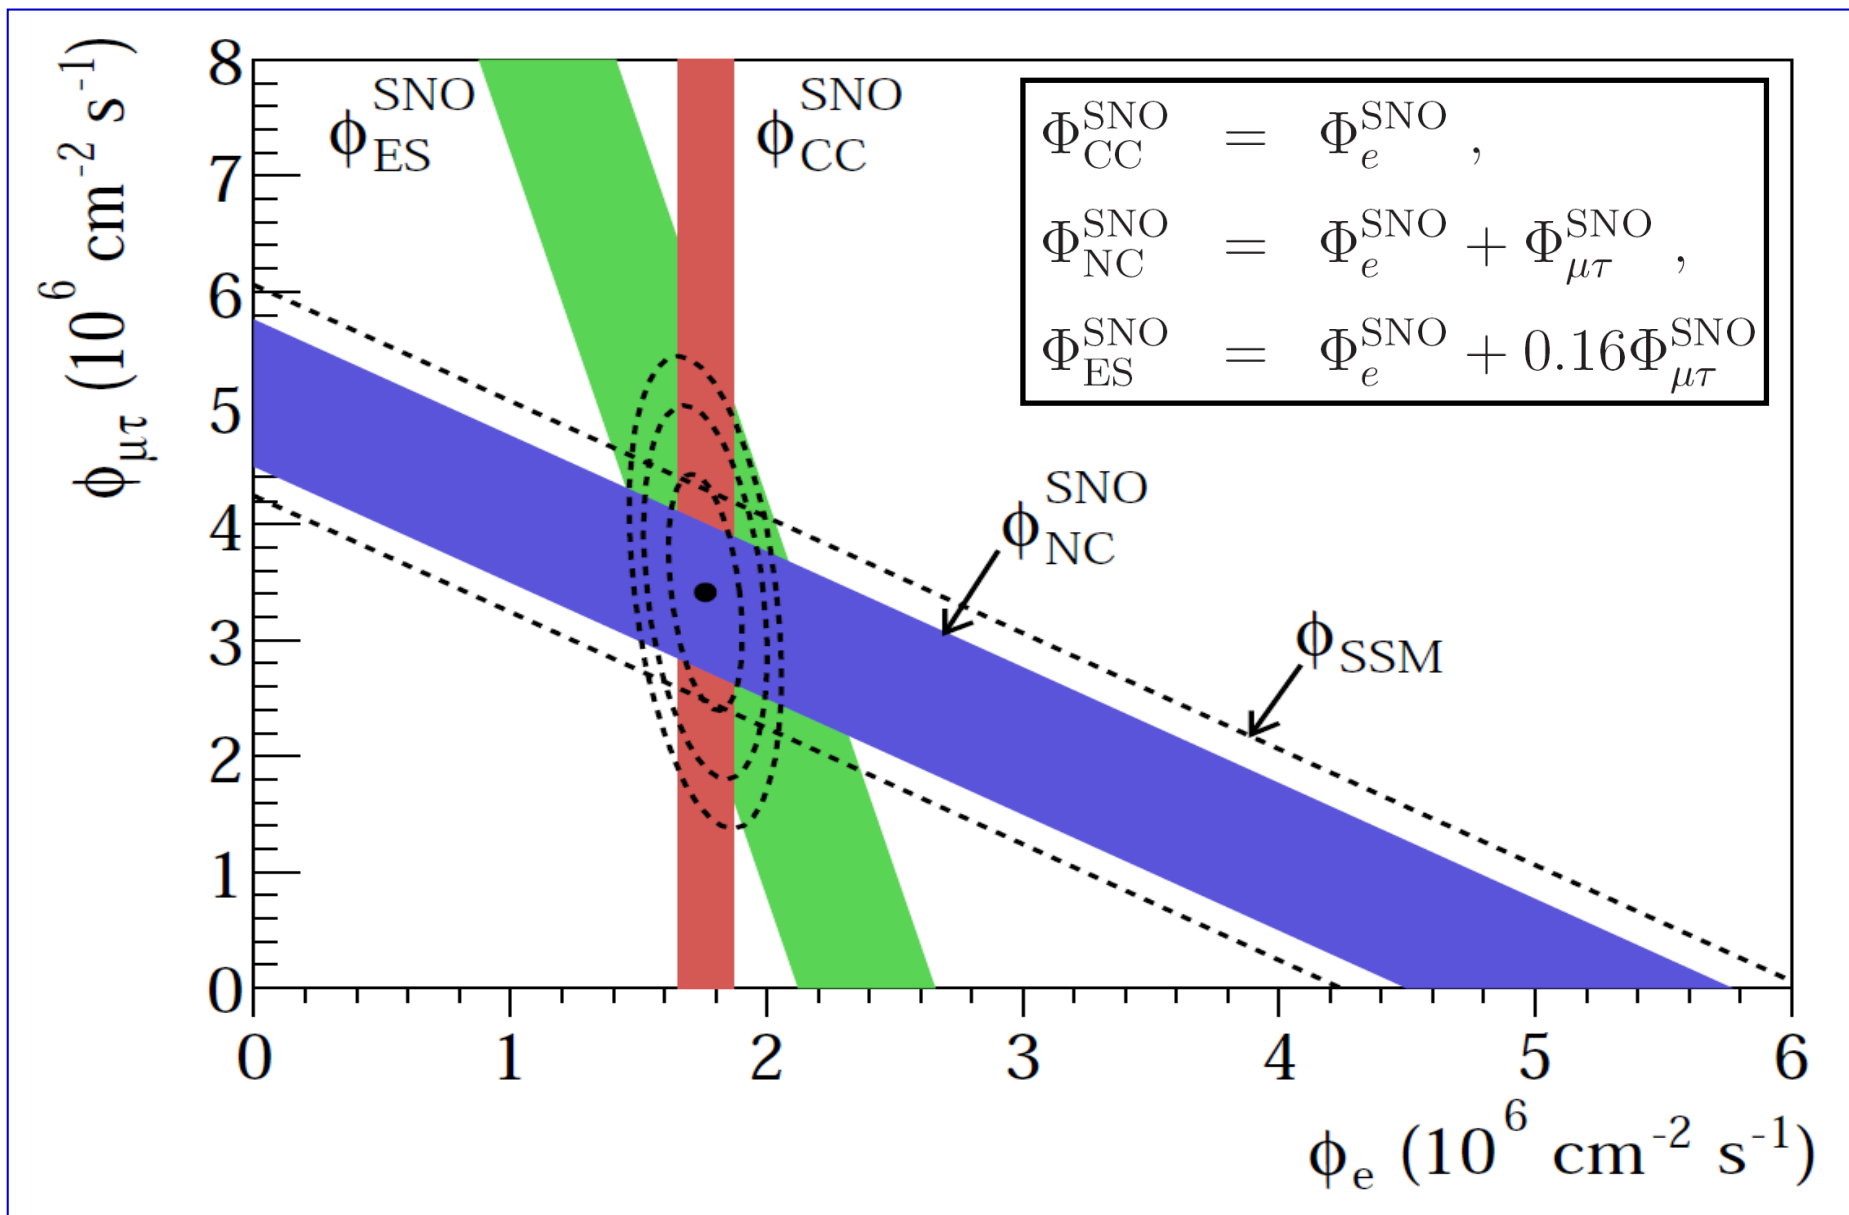 ϕ_μτ (10^6 cm^-2 s^-1)
8
7
6
5
4
3
2
1
0
ϕ_ES^SNO
ϕ_CC^SNO
Φ_CC^SNO = Φ_e^SNO ,
Φ_NC^SNO = Φ_e^SNO + Φ_μτ^SNO ,
Φ_ES^SNO = Φ_e^SNO + 0.16Φ_μτ^SNO
ϕ_NC^SNO
ϕ_SSM
0 1 2 3 4 5 6
ϕ_e (10^6 cm^-2 s^-1)